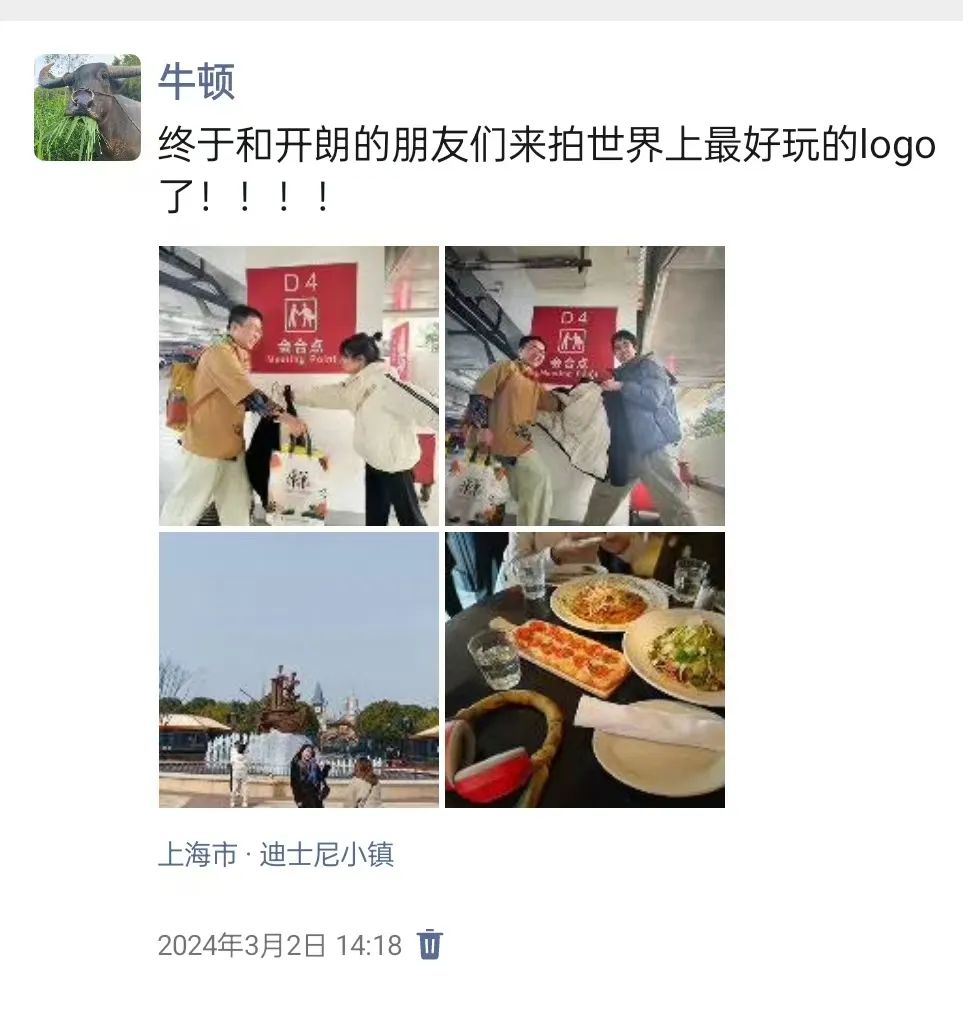 牛顿
终于和开朗的朋友们来拍世界上最好玩的logo
了！！！！
D4
会合点
Meeting Point
D4
会合点
Meeting Point
上海市 · 迪士尼小镇
2024年3月2日 14:18